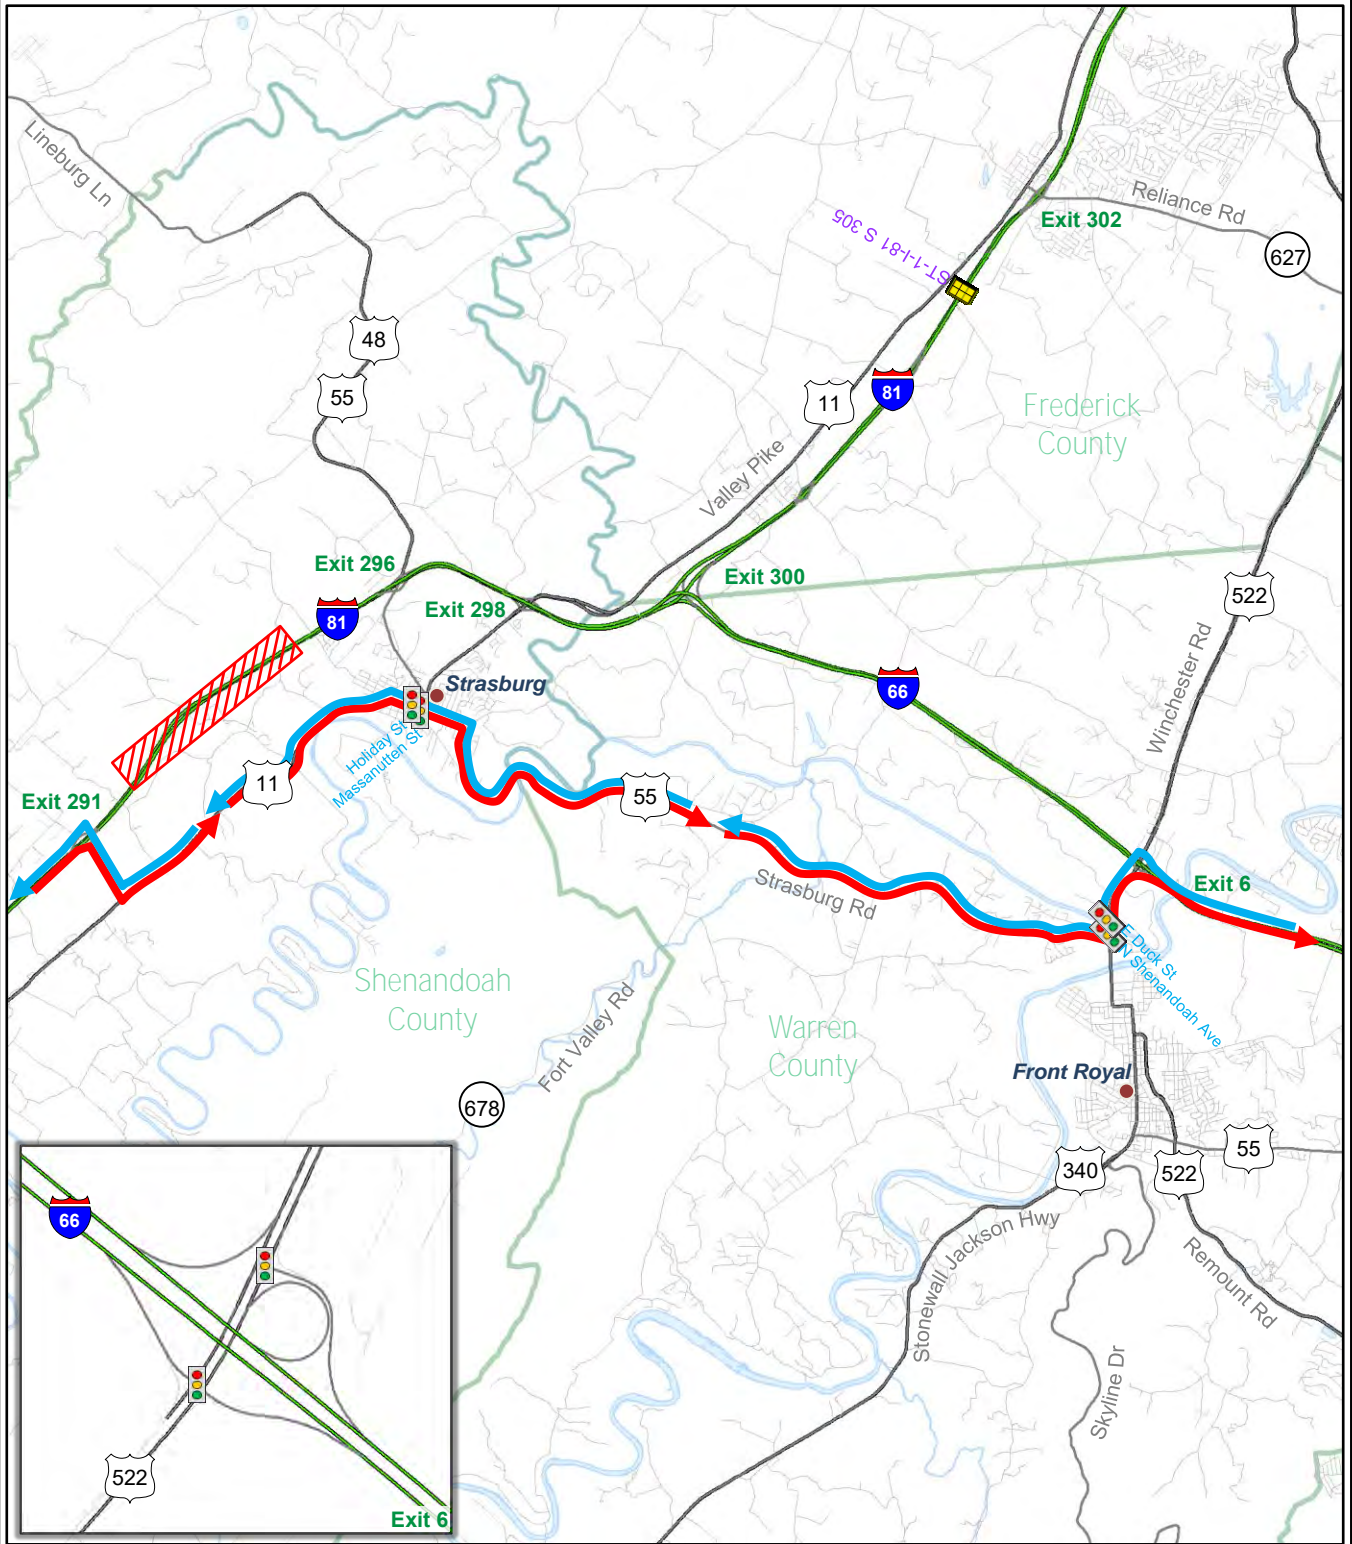 Lineburg Ln
Reliance Rd
Exit 302
627
ST-1-I-81 S 305
48
55
11
81
Frederick
County
Valley Pike
Exit 296
Exit 300
Exit 298
81
522
Winchester Rd
66
Strasburg
Holiday St
Massanutten St
11
55
Exit 291
Strasburg Rd
Exit 6
E Duck St
N Shenandoah Ave
Shenandoah
County
Warren
County
Fort Valley Rd
678
Front Royal
55
340
522
Stonewall Jackson Hwy
Remount Rd
Skyline Dr
66
522
Exit 6